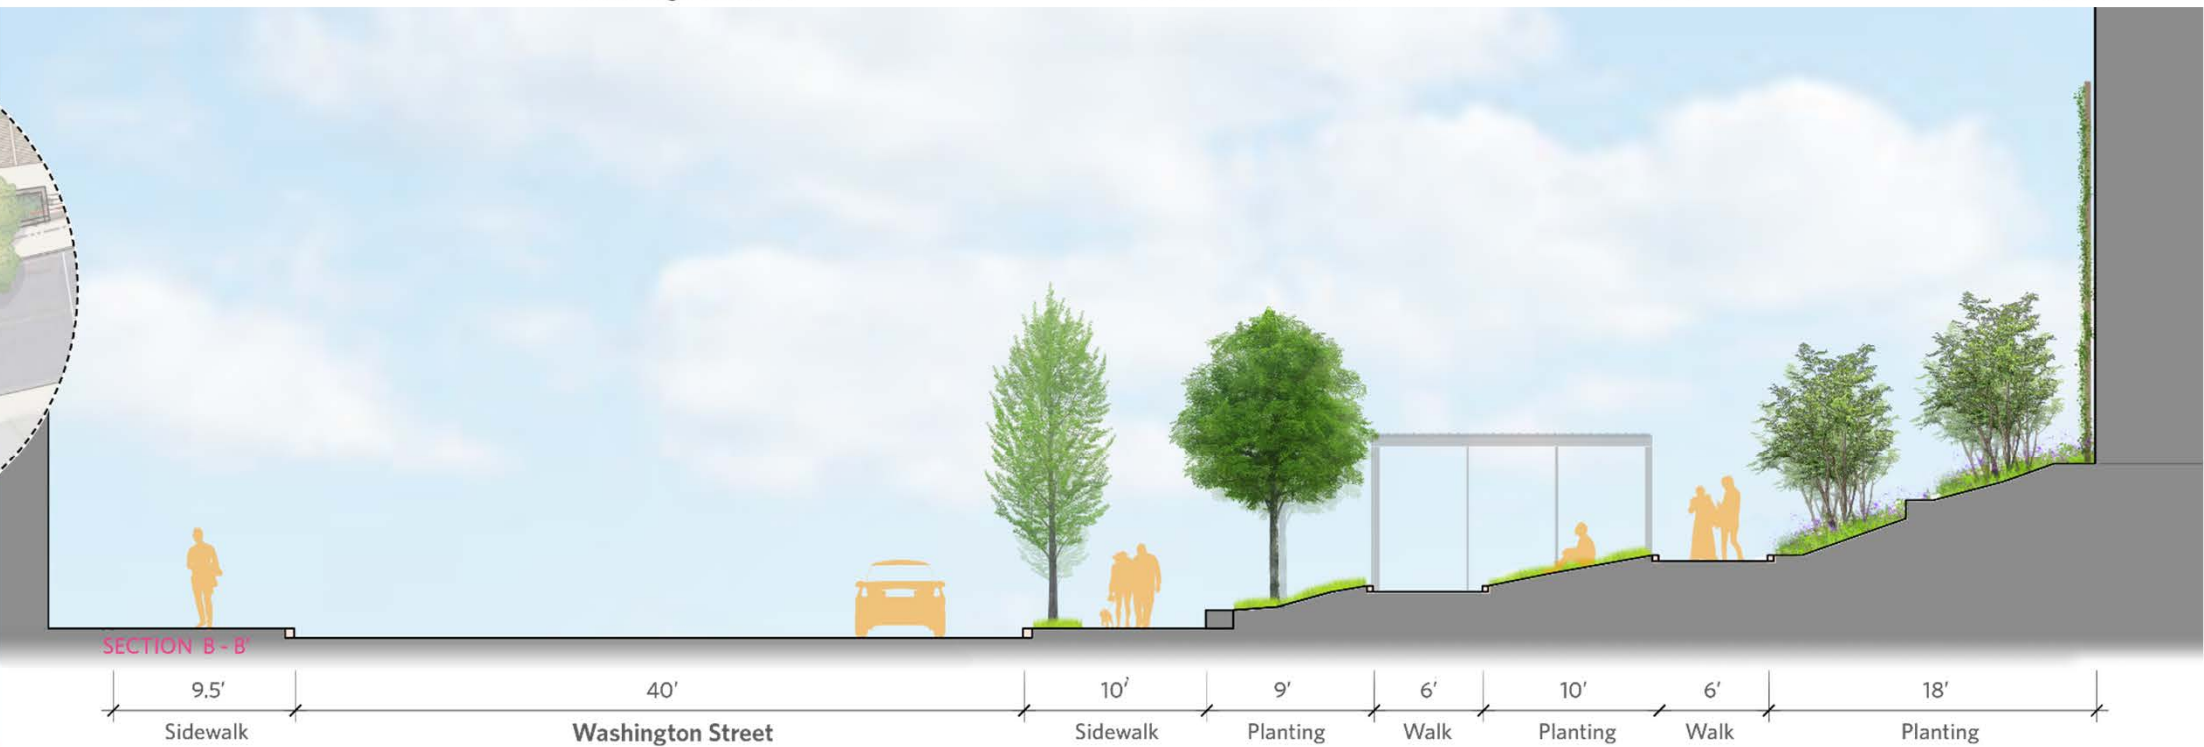 SECTION B - B'
9.5' 40' 10' 9' 6' 10' 6' 18'
Sidewalk Washington Street Sidewalk Planting Walk Planting Walk Planting